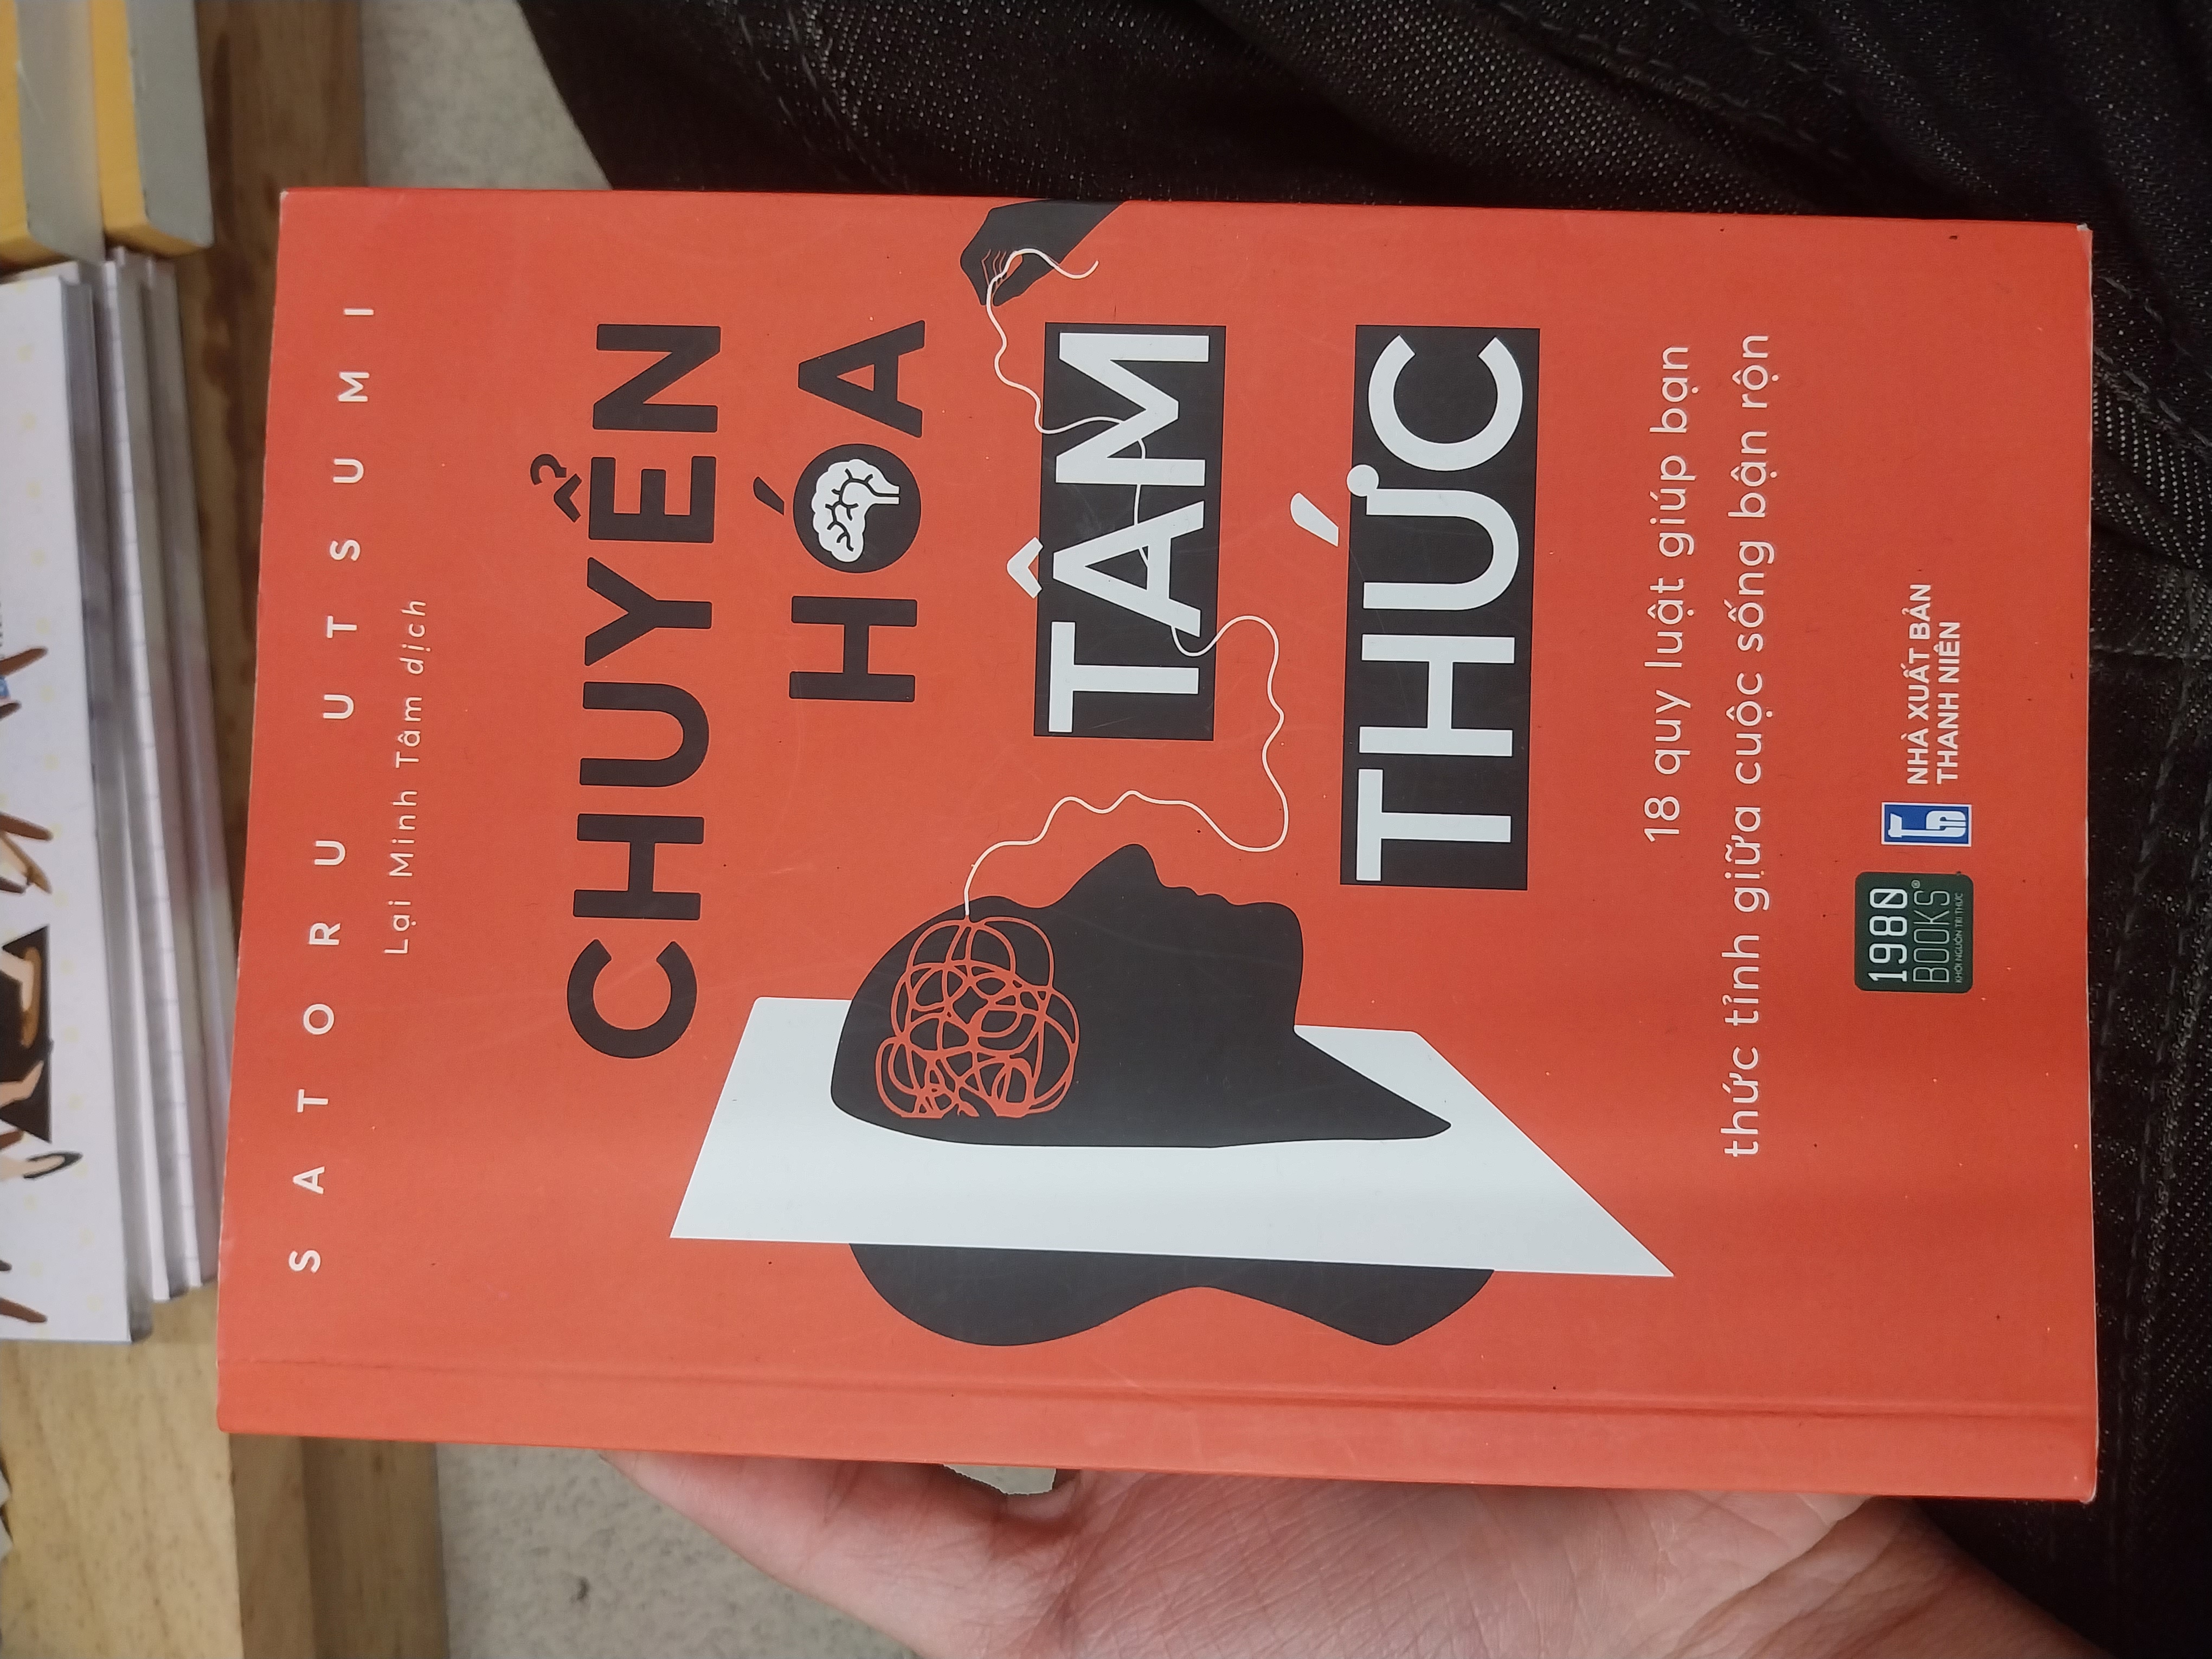 SATORU UTSUMI
Lại Minh Tâm dịch
CHUYỂN
HÓA
TÂM
THỨC
18 quy luật giúp bạn
thức tỉnh giữa cuộc sống bận rộn
1980
BOOKS®
KHƠI NGUỒN TRI THỨC
NHÀ XUẤT BẢN
THANH NIÊN